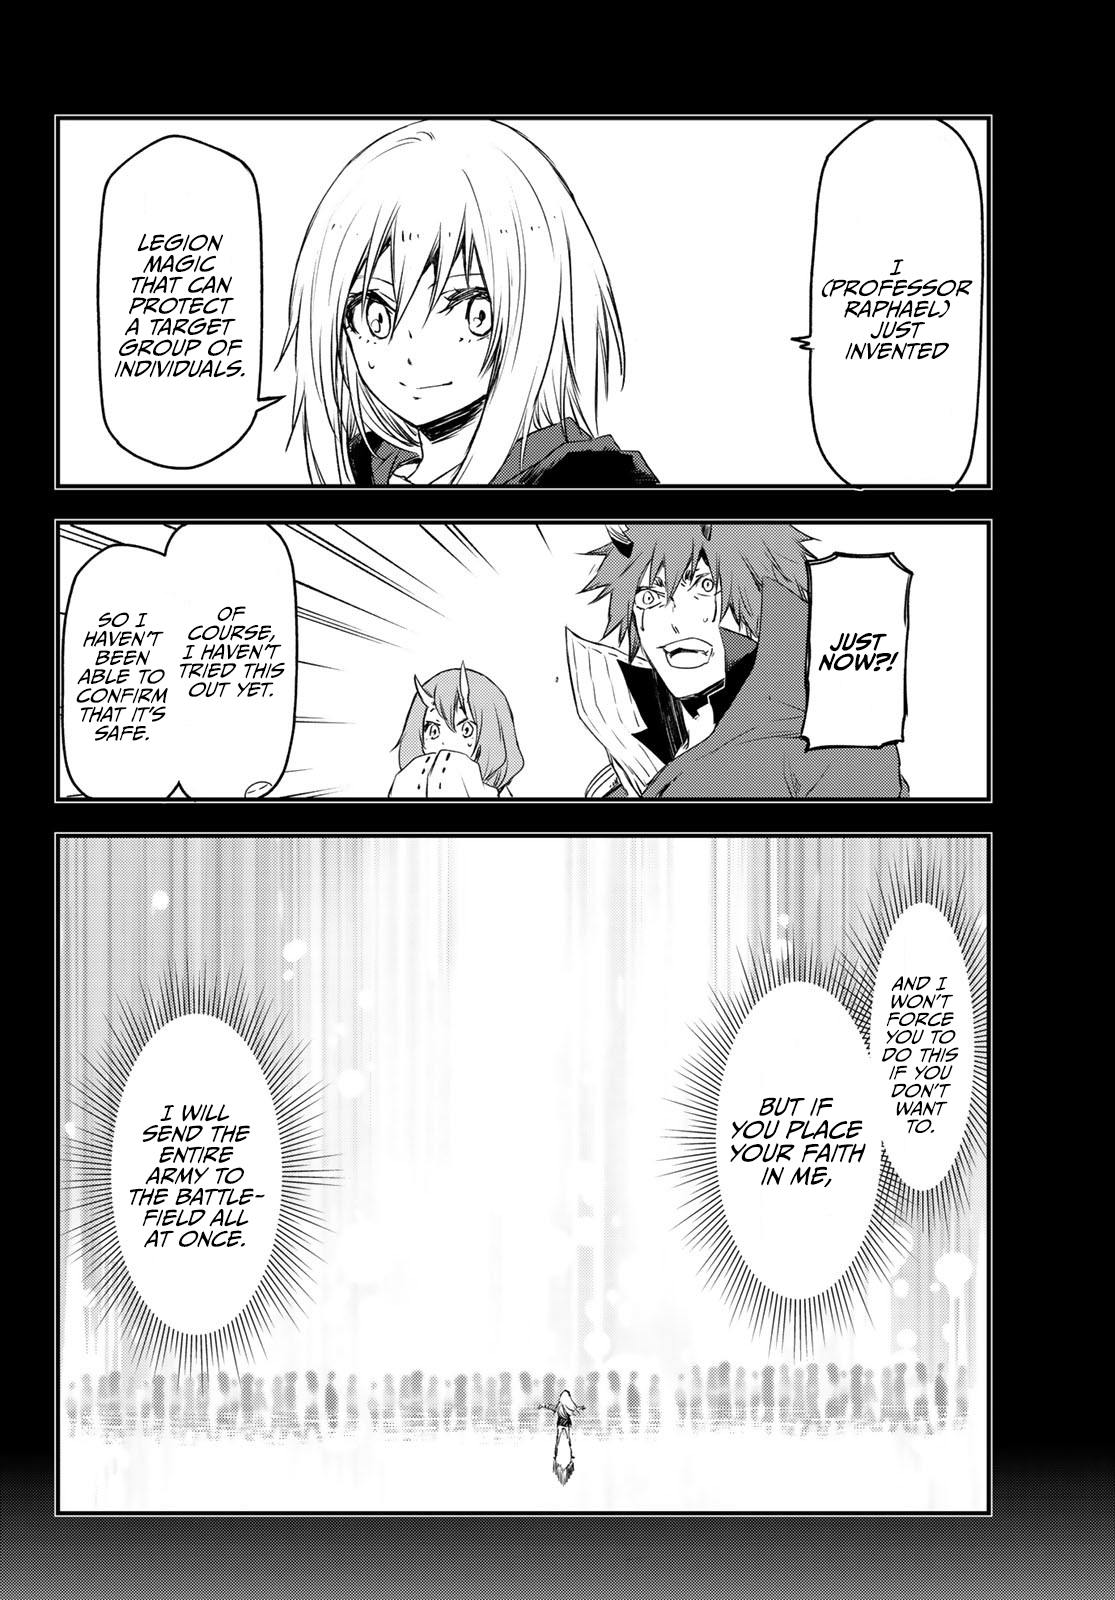 I
(PROFESSOR
RAPHAEL)
JUST
INVENTED
LEGION
MAGIC
THAT CAN
PROTECT
A TARGET
GROUP OF
INDIVIDUALS.
JUST
NOW?!
OF
COURSE,
I HAVEN'T
TRIED THIS
OUT YET.
SO I
HAVEN'T
BEEN
ABLE TO
CONFIRM
THAT IT'S
SAFE.
AND I
WON'T
FORCE
YOU TO
DO THIS
IF YOU
DON'T
WANT
TO.
BUT IF
YOU PLACE
YOUR FAITH
IN ME,
I WILL
SEND THE
ENTIRE
ARMY TO
THE BATTLE-
FIELD ALL
AT ONCE.